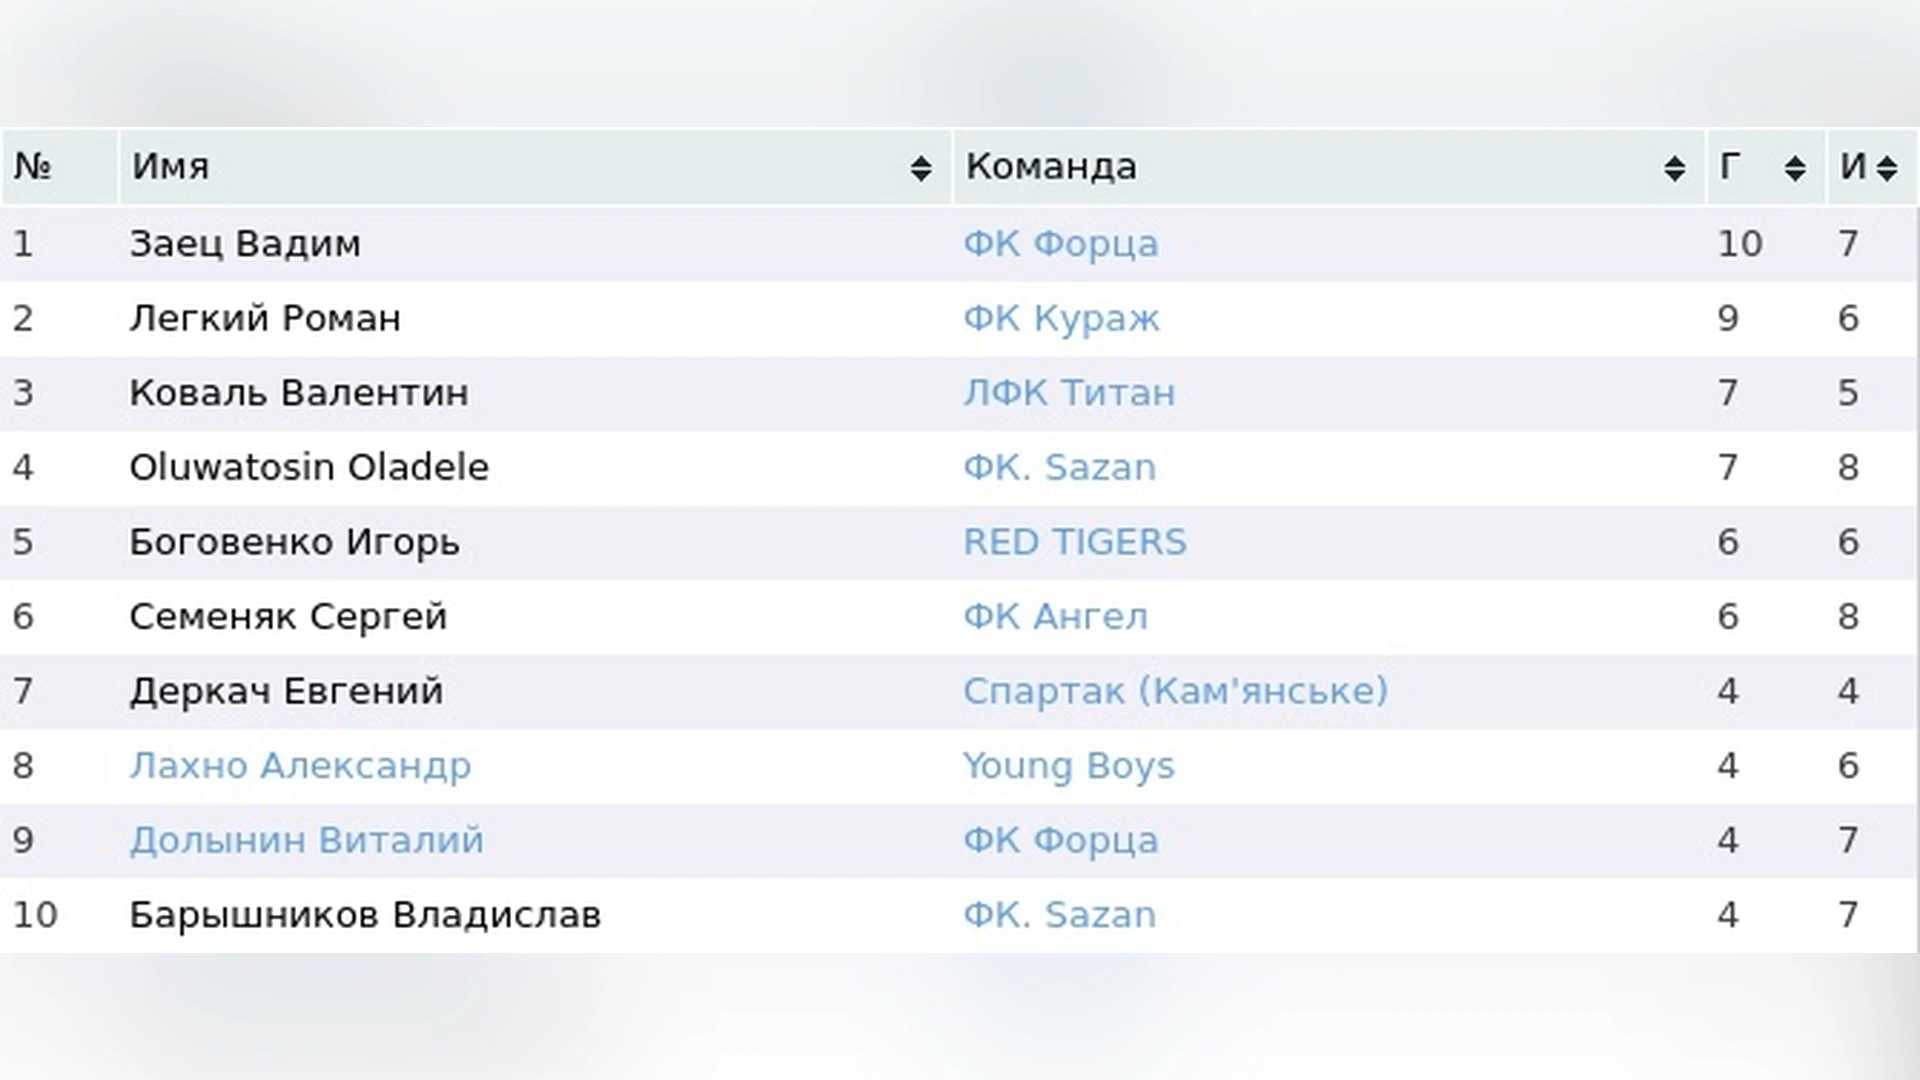 № Имя Команда Г И
1 Заец Вадим ФК Форца 10 7
2 Легкий Роман ФК Кураж 9 6
3 Коваль Валентин ЛФК Титан 7 5
4 Oluwatosin Oladele ФК. Sazan 7 8
5 Боговенко Игорь RED TIGERS 6 6
6 Семеняк Сергей ФК Ангел 6 8
7 Деркач Евгений Спартак (Кам'янське) 4 4
8 Лахно Александр Young Boys 4 6
9 Долынин Виталий ФК Форца 4 7
10 Барышников Владислав ФК. Sazan 4 7